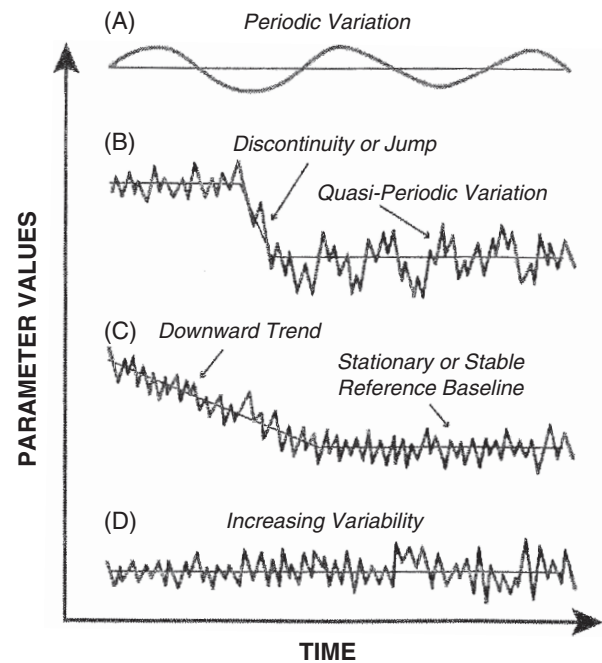 (A)
Periodic Variation
(B)
Discontinuity or Jump
Quasi-Periodic Variation
(C)
Downward Trend
Stationary or Stable
Reference Baseline
(D)
Increasing Variability
PARAMETER VALUES
TIME